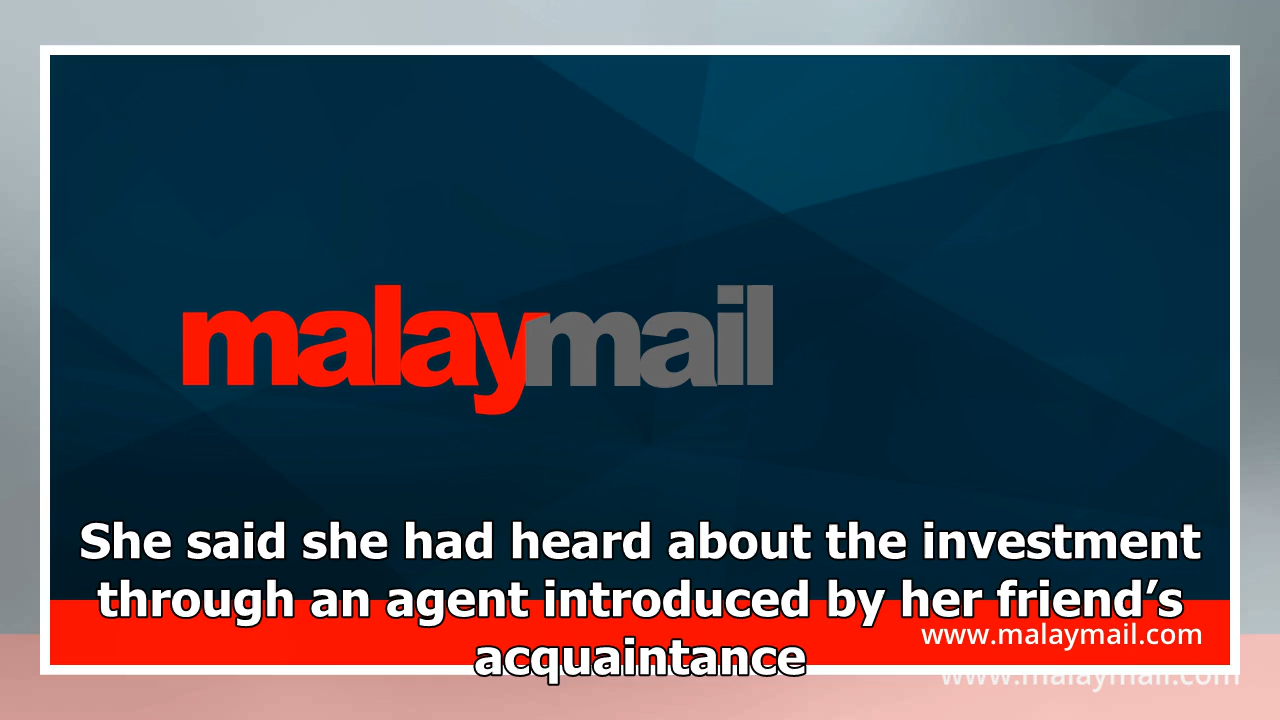 malaymail
She said she had heard about the investment
through an agent introduced by her friend’s
www.malaymail.com
acquaintance
www.malaymail.com